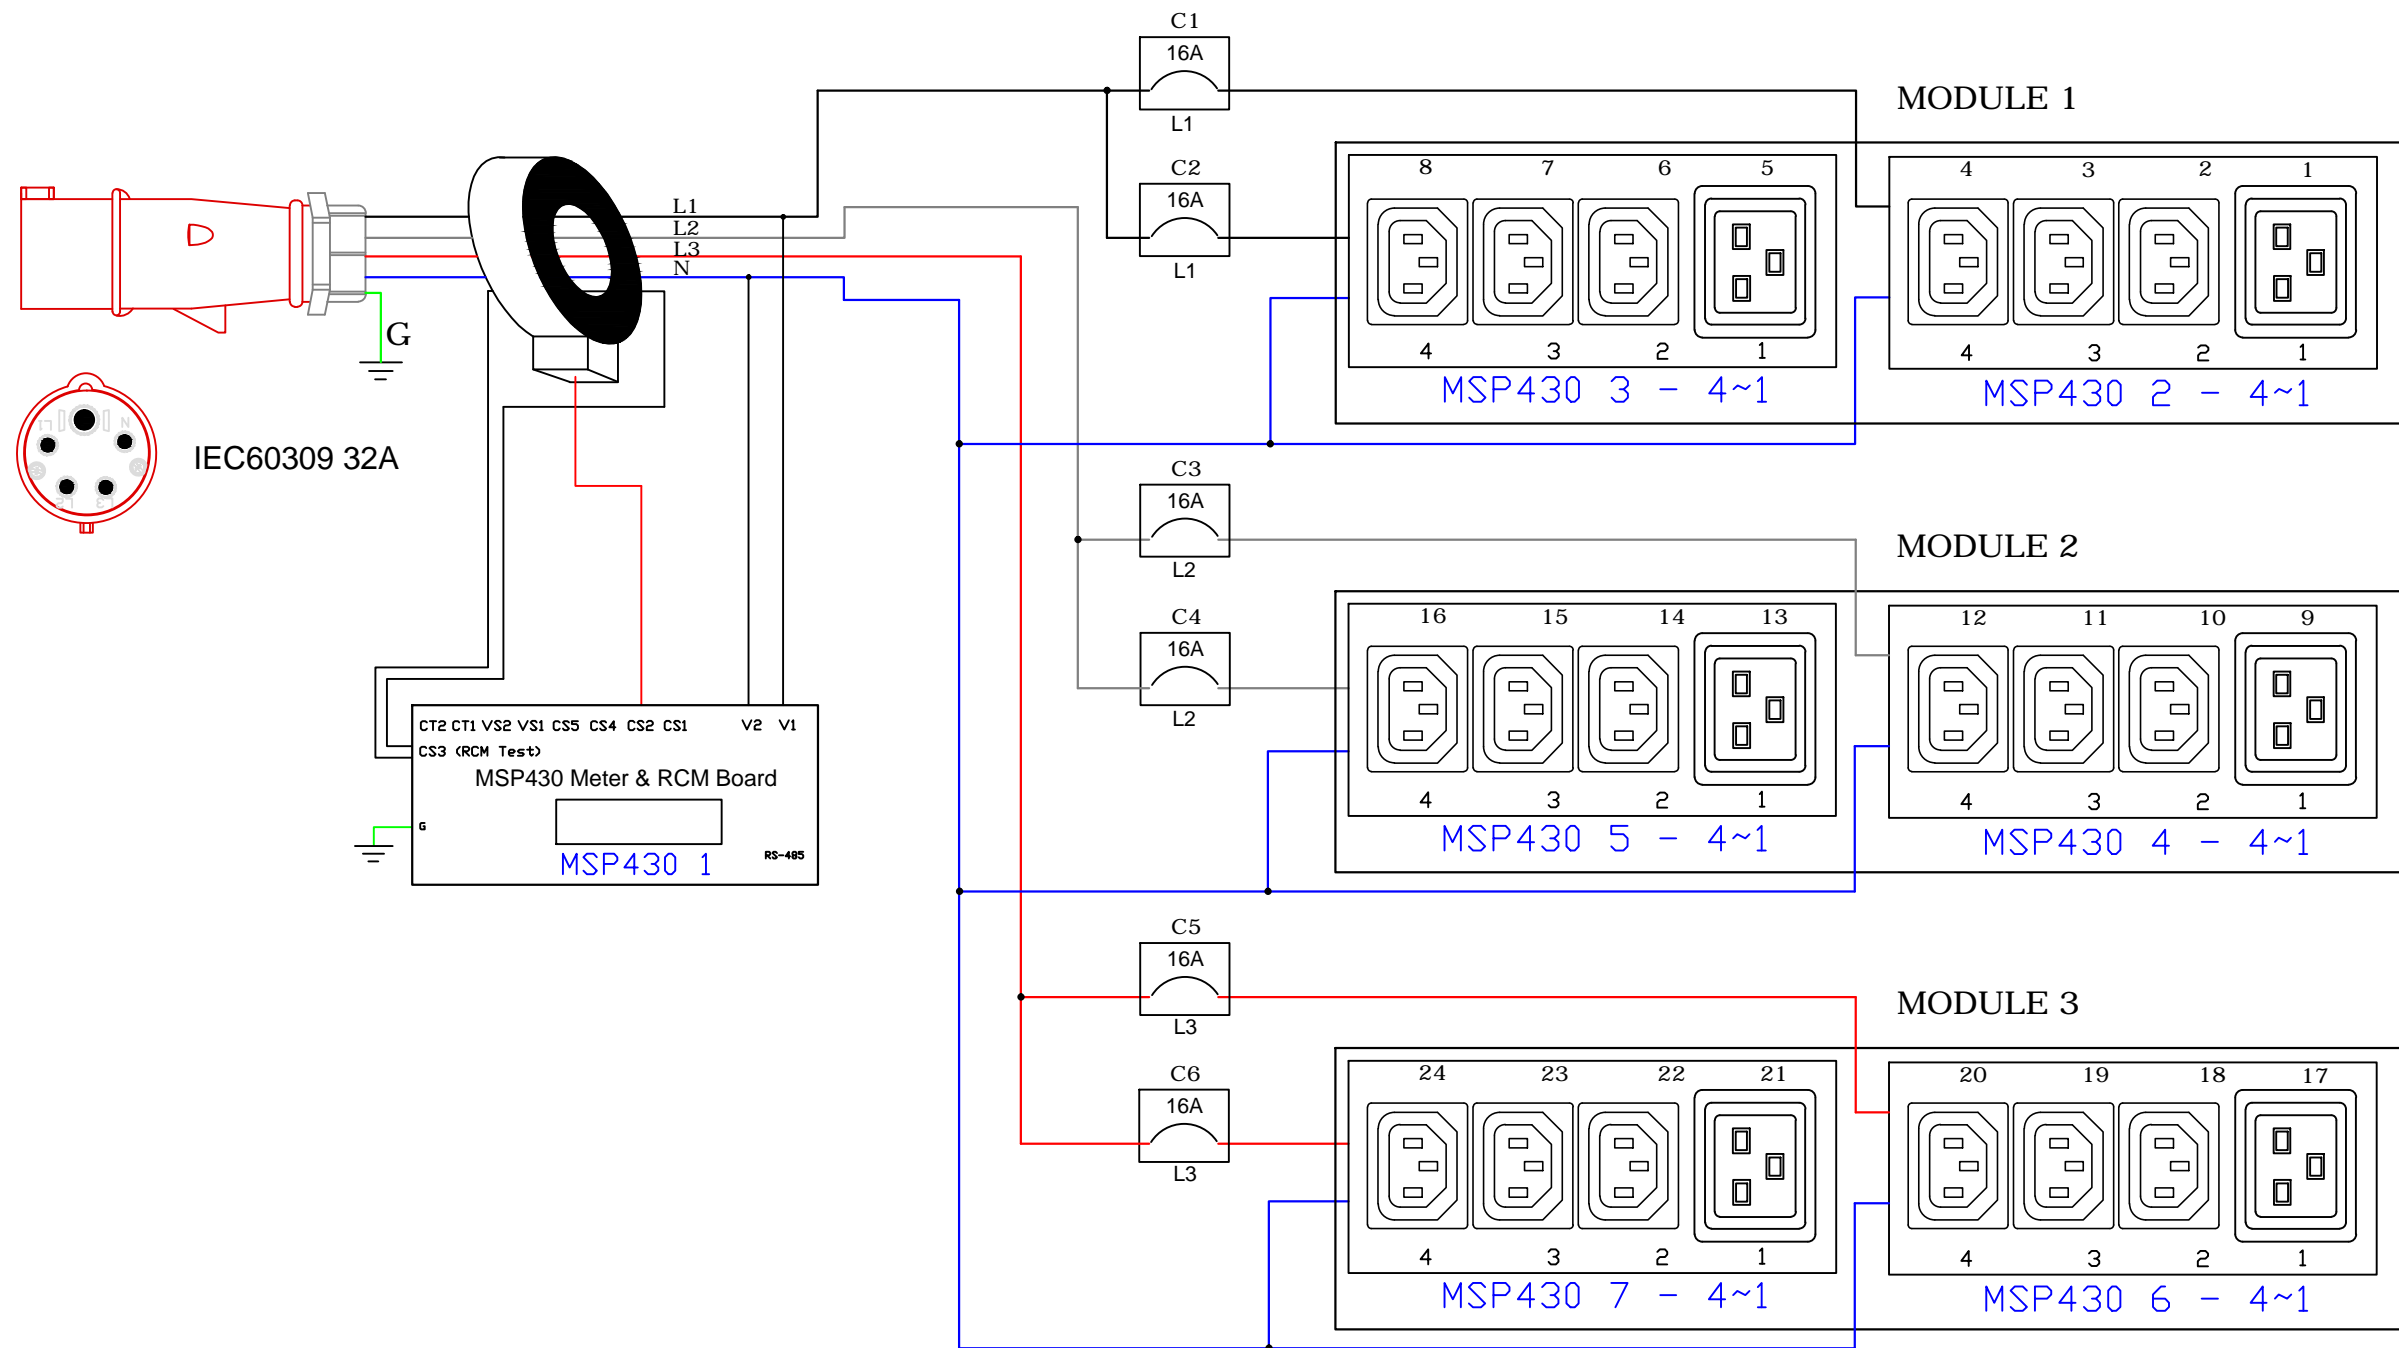 C1
16A
L1
MODULE 1
C2
16A
L1
8 7 6 5
4 3 2 1
L1
L2
L3
N
G
4 3 2 1
4 3 2 1
MSP430 3 - 4~1
MSP430 2 - 4~1
IEC60309 32A
L1
N
L2
L3
C3
16A
L2
MODULE 2
C4
16A
L2
16 15 14 13
12 11 10 9
4 3 2 1
4 3 2 1
MSP430 5 - 4~1
MSP430 4 - 4~1
CT2 CT1 VS2 VS1 CS5 CS4 CS2 CS1 V2 V1
CS3 (RCM Test)
MSP430 Meter & RCM Board
G
MSP430 1
RS-485
C5
16A
L3
MODULE 3
C6
16A
L3
24 23 22 21
20 19 18 17
4 3 2 1
4 3 2 1
MSP430 7 - 4~1
MSP430 6 - 4~1